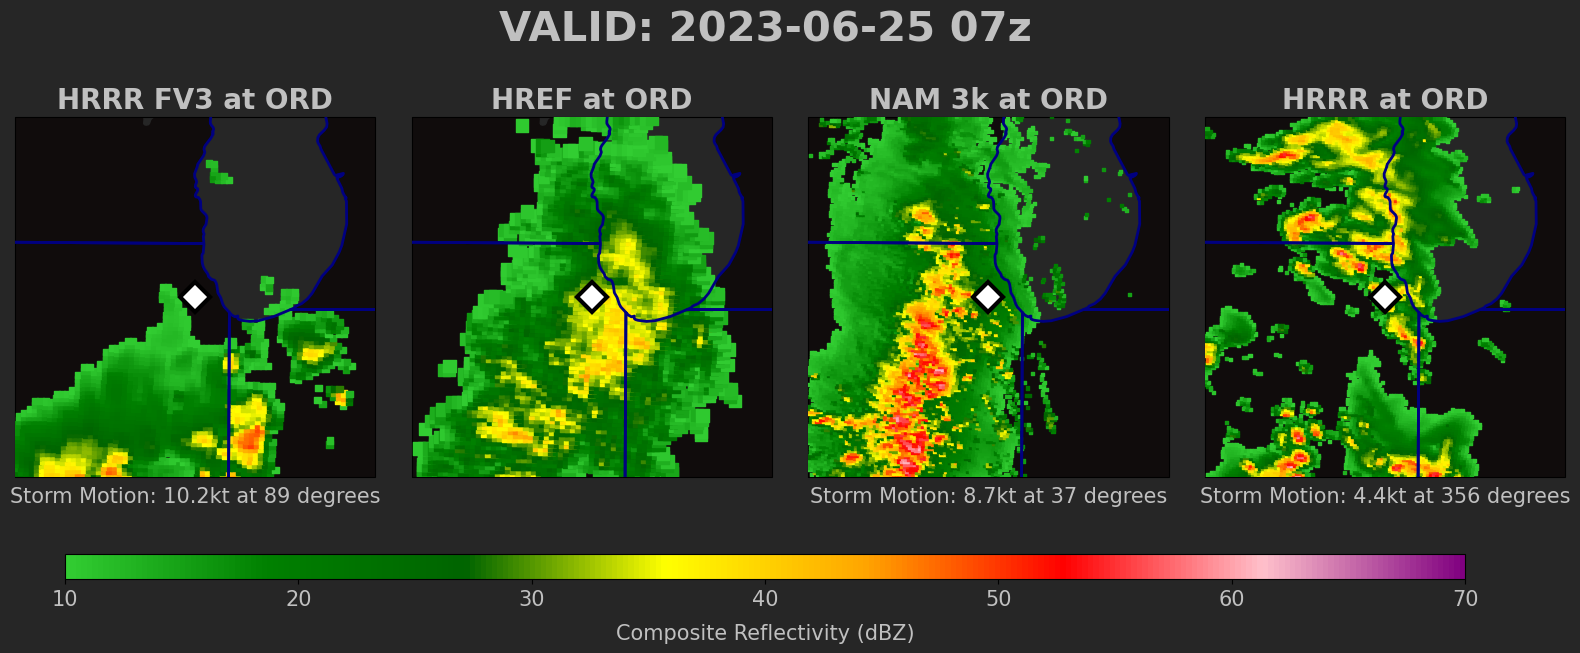 VALID: 2023-06-25 07z
HRRR FV3 at ORD
HREF at ORD
NAM 3k at ORD
HRRR at ORD
Storm Motion: 10.2kt at 89 degrees
Storm Motion: 8.7kt at 37 degrees
Storm Motion: 4.4kt at 356 degrees
10 20 30 40 50 60 70
Composite Reflectivity (dBZ)